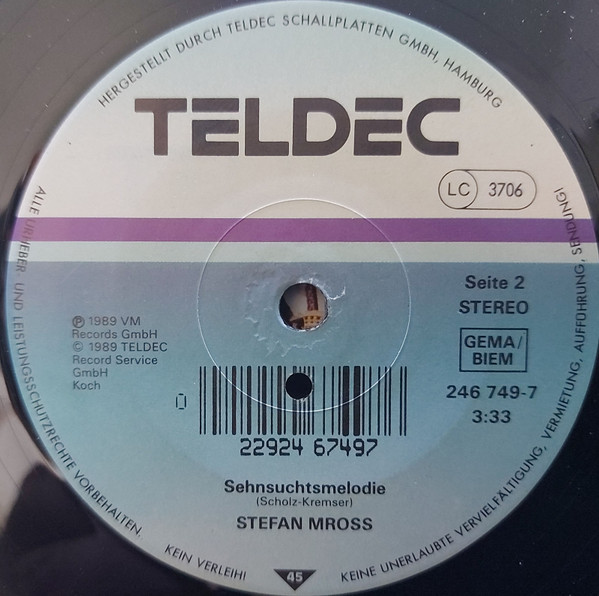 HERGESTELLT DURCH TELDEC SCHALLPLATTEN GMBH, HAMBURG
TELDEC
LC 3706
Seite 2
STEREO
GEMA/
BIEM
246 749-7
3:33
Ⓟ 1989 VM
Records GmbH
© 1989 TELDEC
Record Service
GmbH
Koch
0
22924 67497
Sehnsuchtsmelodie
(Scholz-Kremser)
STEFAN MROSS
45
ALLE URHEBER- UND LEISTUNGSSCHUTZRECHTE VORBEHALTEN.
KEIN VERLEIH!
KEINE UNERLAUBTE VERVIELFÄLTIGUNG, VERMIETUNG, AUFFÜHRUNG, SENDUNG!